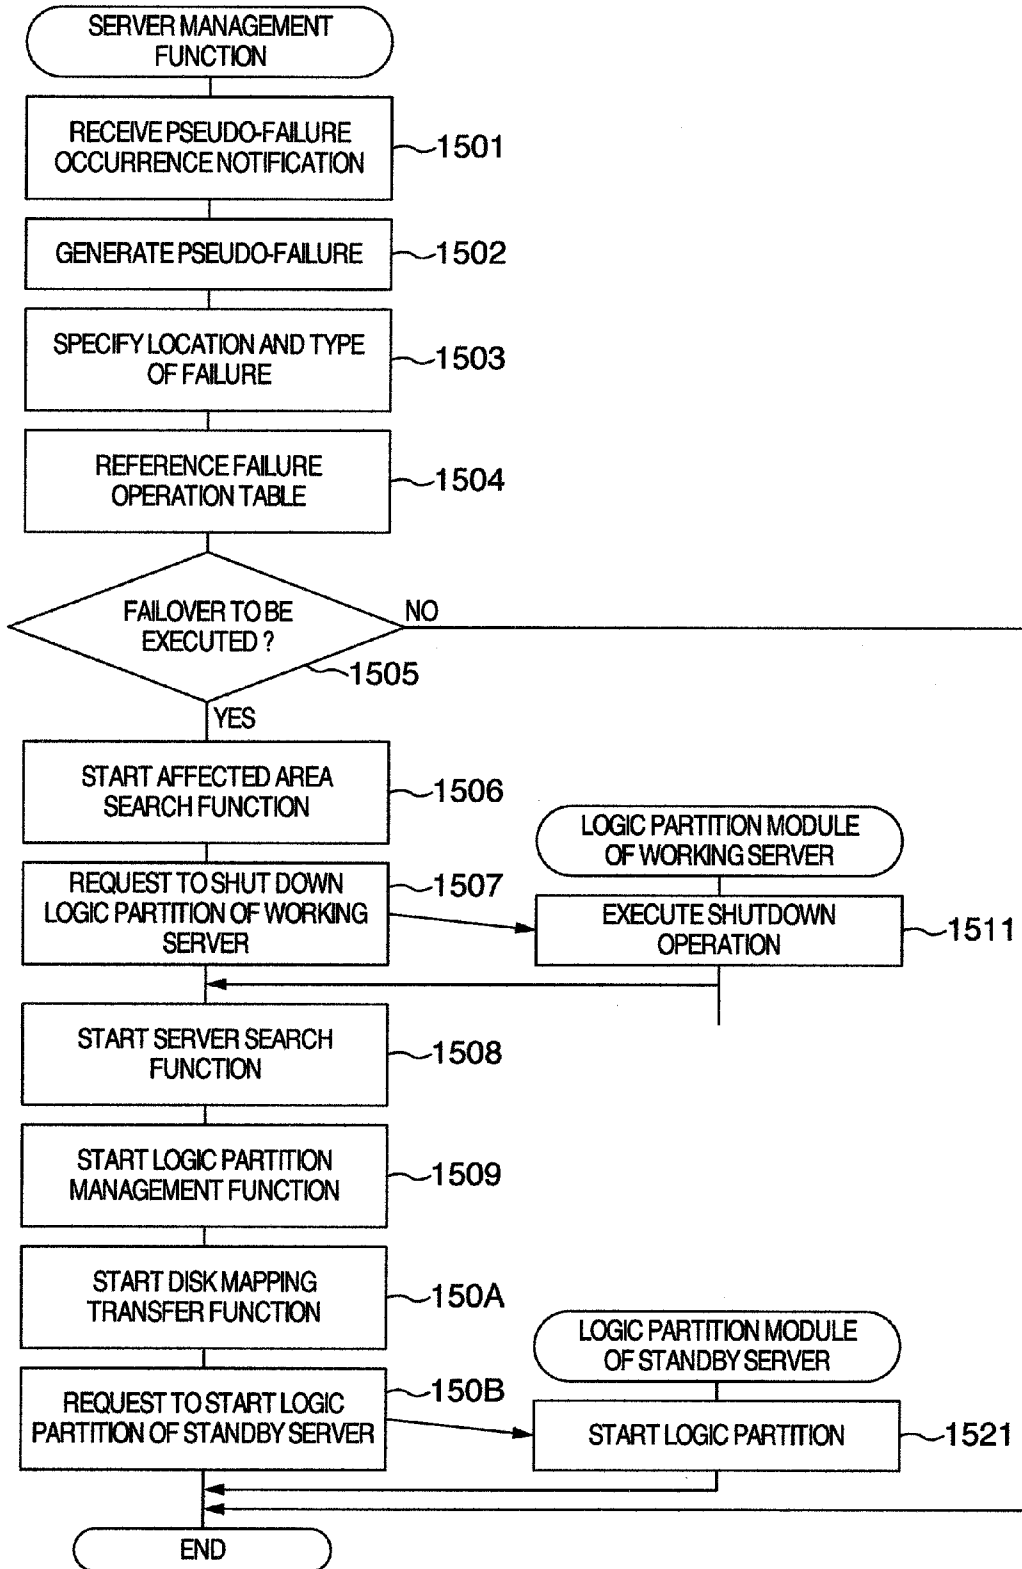 SERVER MANAGEMENT
FUNCTION
RECEIVE PSEUDO-FAILURE
OCCURRENCE NOTIFICATION
1501
GENERATE PSEUDO-FAILURE
1502
SPECIFY LOCATION AND TYPE
OF FAILURE
1503
REFERENCE FAILURE
OPERATION TABLE
1504
FAILOVER TO BE
EXECUTED ?
NO
1505
YES
START AFFECTED AREA
SEARCH FUNCTION
1506
LOGIC PARTITION MODULE
OF WORKING SERVER
REQUEST TO SHUT DOWN
LOGIC PARTITION OF WORKING
SERVER
1507
EXECUTE SHUTDOWN
OPERATION
1511
START SERVER SEARCH
FUNCTION
1508
START LOGIC PARTITION
MANAGEMENT FUNCTION
1509
START DISK MAPPING
TRANSFER FUNCTION
150A
LOGIC PARTITION MODULE
OF STANDBY SERVER
REQUEST TO START LOGIC
PARTITION OF STANDBY SERVER
150B
START LOGIC PARTITION
1521
END